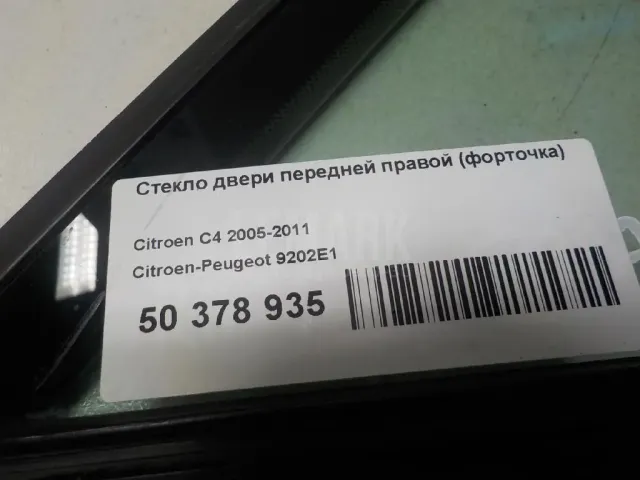 Стекло двери передней правой (форточка)
Citroen C4 2005-2011
Citroen-Peugeot 9202E1
50 378 935